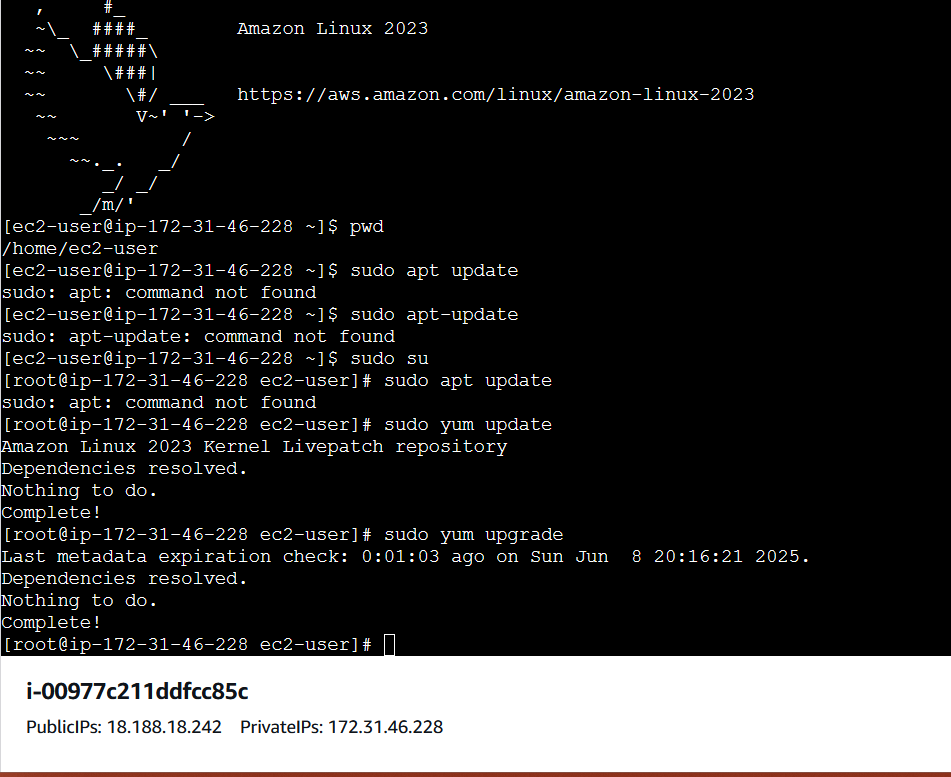 ,     #_
   ~\_  ####_        Amazon Linux 2023
  ~~  \_#####\
  ~~     \###|
  ~~       \#/ ___   https://aws.amazon.com/linux/amazon-linux-2023
   ~~       V~' '->
    ~~~         /
      ~~._.   _/
         _/ _/
       _/m/'
[ec2-user@ip-172-31-46-228 ~]$ pwd
/home/ec2-user
[ec2-user@ip-172-31-46-228 ~]$ sudo apt update
sudo: apt: command not found
[ec2-user@ip-172-31-46-228 ~]$ sudo apt-update
sudo: apt-update: command not found
[ec2-user@ip-172-31-46-228 ~]$ sudo su
[root@ip-172-31-46-228 ec2-user]# sudo apt update
sudo: apt: command not found
[root@ip-172-31-46-228 ec2-user]# sudo yum update
Amazon Linux 2023 Kernel Livepatch repository
Dependencies resolved.
Nothing to do.
Complete!
[root@ip-172-31-46-228 ec2-user]# sudo yum upgrade
Last metadata expiration check: 0:01:03 ago on Sun Jun  8 20:16:21 2025.
Dependencies resolved.
Nothing to do.
Complete!
[root@ip-172-31-46-228 ec2-user]#
i-00977c211ddfcc85c
PublicIPs: 18.188.18.242    PrivateIPs: 172.31.46.228